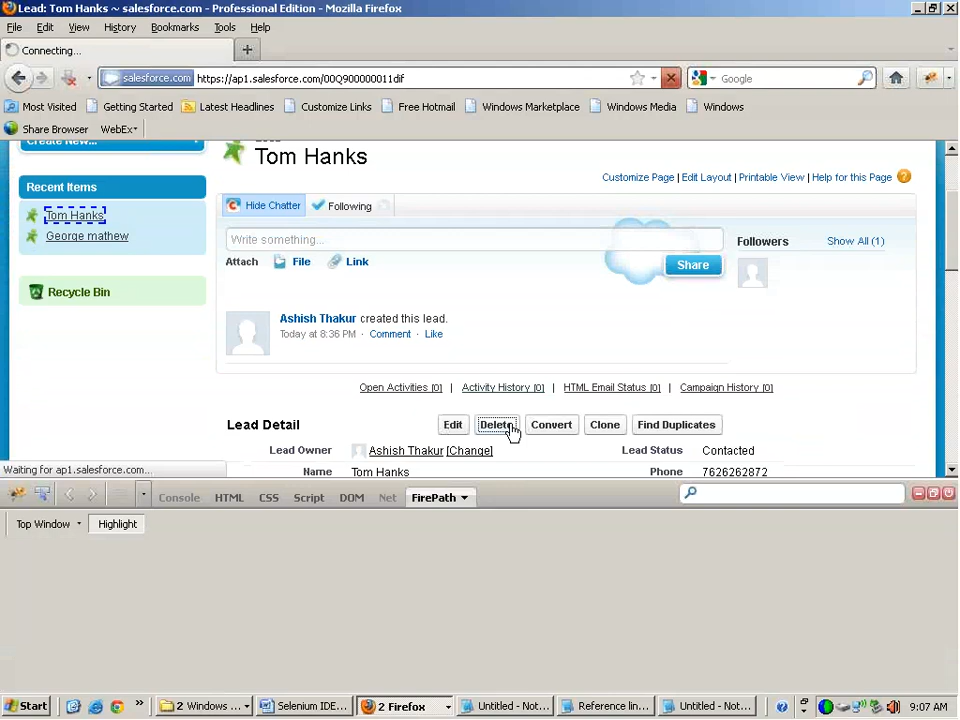 Lead: Tom Hanks ~ salesforce.com - Professional Edition - Mozilla Firefox
File Edit View History Bookmarks Tools Help
Connecting...
salesforce.com https://ap1.salesforce.com/00Q900000011dif Google
Most Visited Getting Started Latest Headlines Customize Links Free Hotmail Windows Marketplace Windows Media Windows
Share Browser WebEx
Create New...
Tom Hanks
Customize Page | Edit Layout | Printable View | Help for this Page
Recent Items
Tom Hanks
George mathew
Recycle Bin
Hide Chatter Following
Write something...
Attach File Link Share
Followers Show All (1)
Ashish Thakur created this lead.
Today at 8:36 PM · Comment · Like
Open Activities [0] | Activity History [0] | HTML Email Status [0] | Campaign History [0]
Lead Detail Edit Delete Convert Clone Find Duplicates
Lead Owner Ashish Thakur [Change] Lead Status Contacted
Name Tom Hanks Phone 7626262872
Waiting for ap1.salesforce.com...
Console HTML CSS Script DOM Net FirePath
Top Window Highlight
Start 2 Windows ... Selenium IDE... 2 Firefox Untitled - Not... Reference lin... Untitled - Not... 9:07 AM